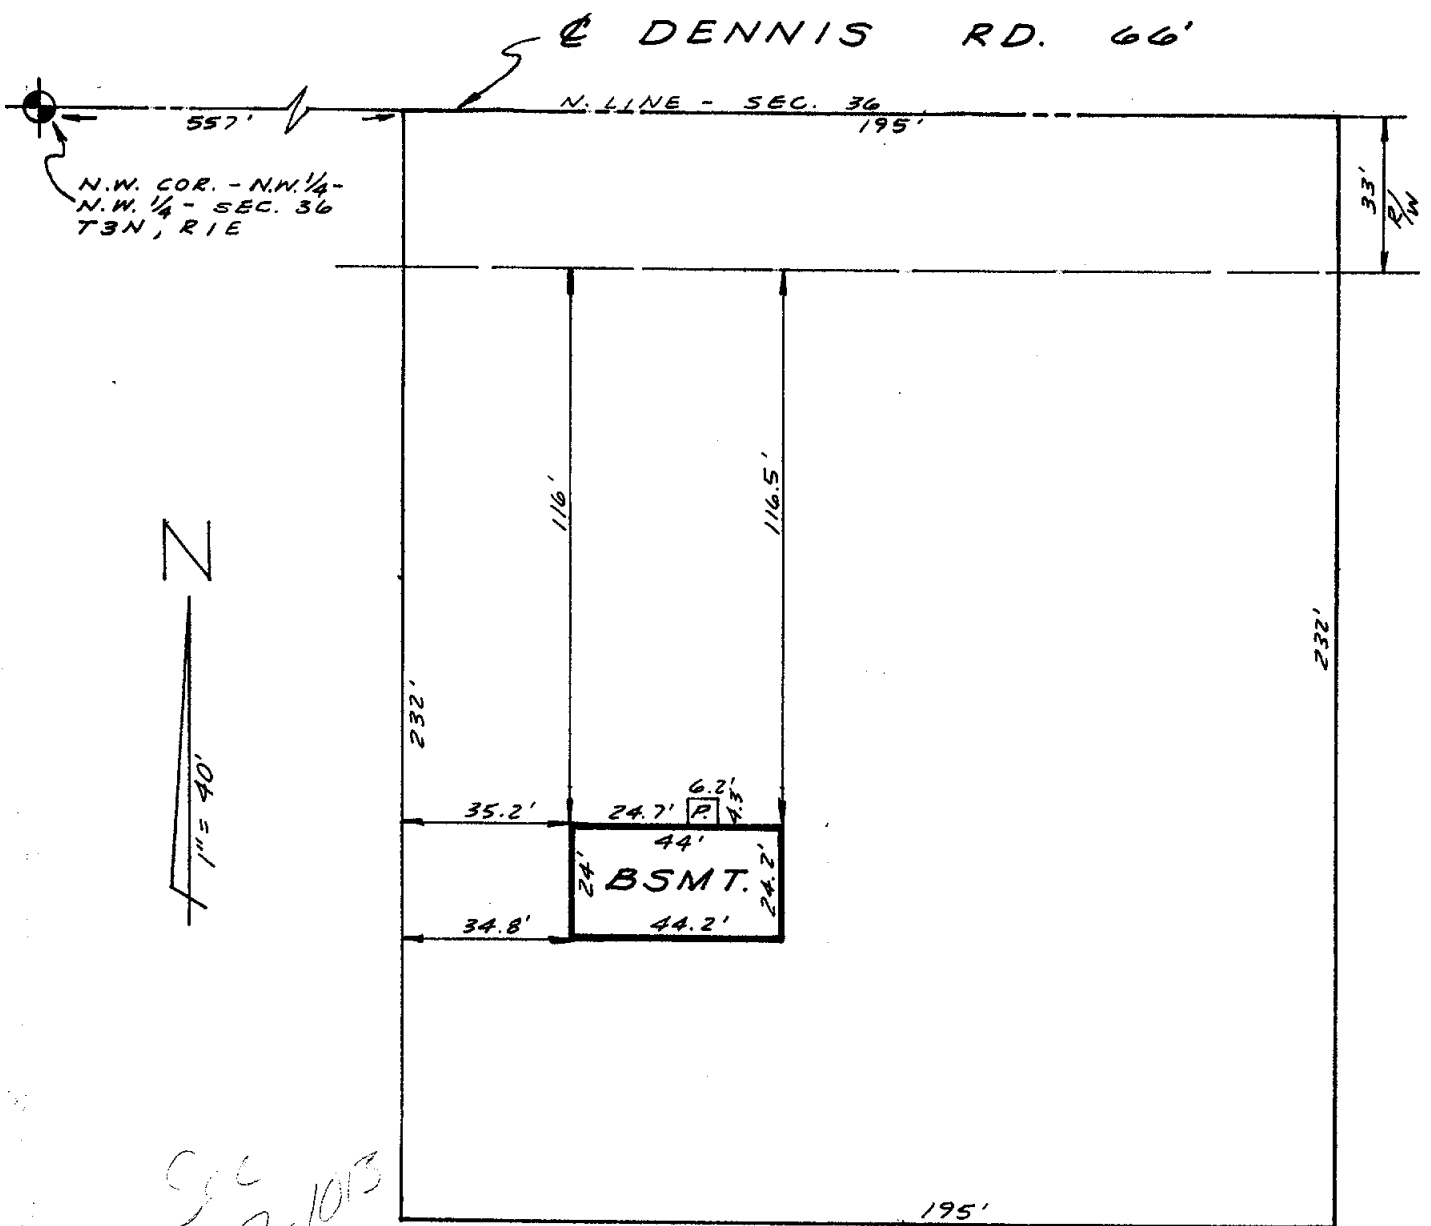 ℄ DENNIS RD. 66'
N. LINE - SEC. 36
557'
195'
N.W. COR. - N.W. 1/4 -
N.W. 1/4 - SEC. 36
T3N, R1E
33'
R/W
116'
116.5'
N
1" = 40'
232'
232'
6.2'
4.3'
35.2'
24.7'
P.
44'
24'
BSMT.
24.2'
34.8'
44.2'
195'